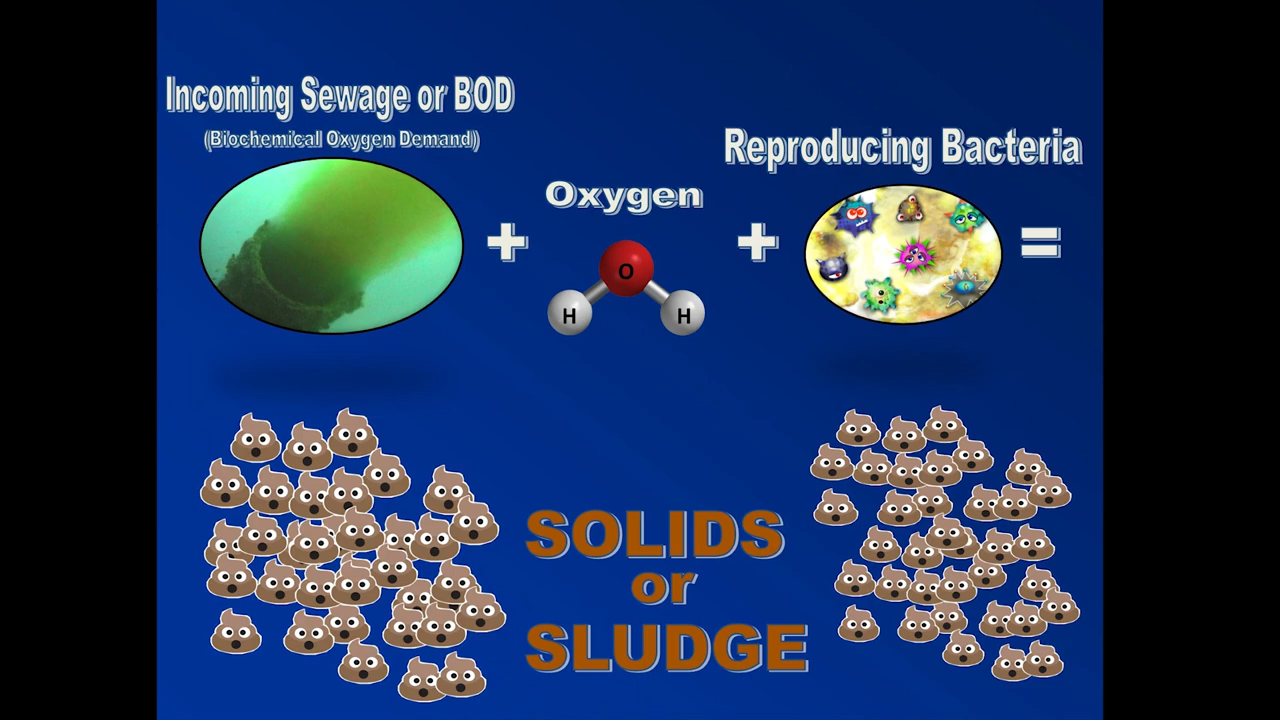 Incoming Sewage or BOD
(Biochemical Oxygen Demand)
Oxygen
Reproducing Bacteria
+
+
=
O
H
H
SOLIDS
or
SLUDGE